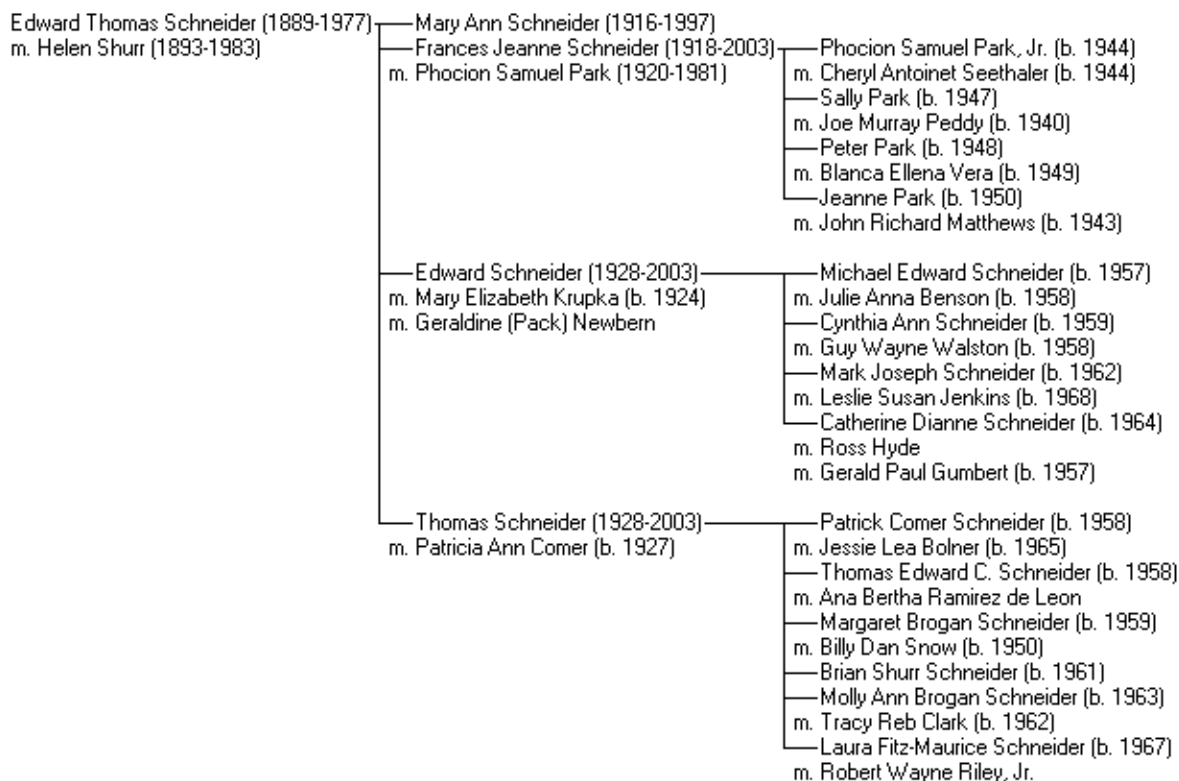 Edward Thomas Schneider (1889-1977)
m. Helen Shurr (1893-1983)
Mary Ann Schneider (1916-1997)
Frances Jeanne Schneider (1918-2003)
m. Phocion Samuel Park (1920-1981)
Phocion Samuel Park, Jr. (b. 1944)
m. Cheryl Antoinet Seethaler (b. 1944)
Sally Park (b. 1947)
m. Joe Murray Peddy (b. 1940)
Peter Park (b. 1948)
m. Blanca Ellena Vera (b. 1949)
Jeanne Park (b. 1950)
m. John Richard Matthews (b. 1943)
Edward Schneider (1928-2003)
m. Mary Elizabeth Krupka (b. 1924)
m. Geraldine (Pack) Newbern
Michael Edward Schneider (b. 1957)
m. Julie Anna Benson (b. 1958)
Cynthia Ann Schneider (b. 1959)
m. Guy Wayne Walston (b. 1958)
Mark Joseph Schneider (b. 1962)
m. Leslie Susan Jenkins (b. 1968)
Catherine Dianne Schneider (b. 1964)
m. Ross Hyde
m. Gerald Paul Gumbert (b. 1957)
Thomas Schneider (1928-2003)
m. Patricia Ann Comer (b. 1927)
Patrick Comer Schneider (b. 1958)
m. Jessie Lea Bolner (b. 1965)
Thomas Edward C. Schneider (b. 1958)
m. Ana Bertha Ramirez de Leon
Margaret Brogan Schneider (b. 1959)
m. Billy Dan Snow (b. 1950)
Brian Shurr Schneider (b. 1961)
Molly Ann Brogan Schneider (b. 1963)
m. Tracy Reb Clark (b. 1962)
Laura Fitz-Maurice Schneider (b. 1967)
m. Robert Wayne Riley, Jr.